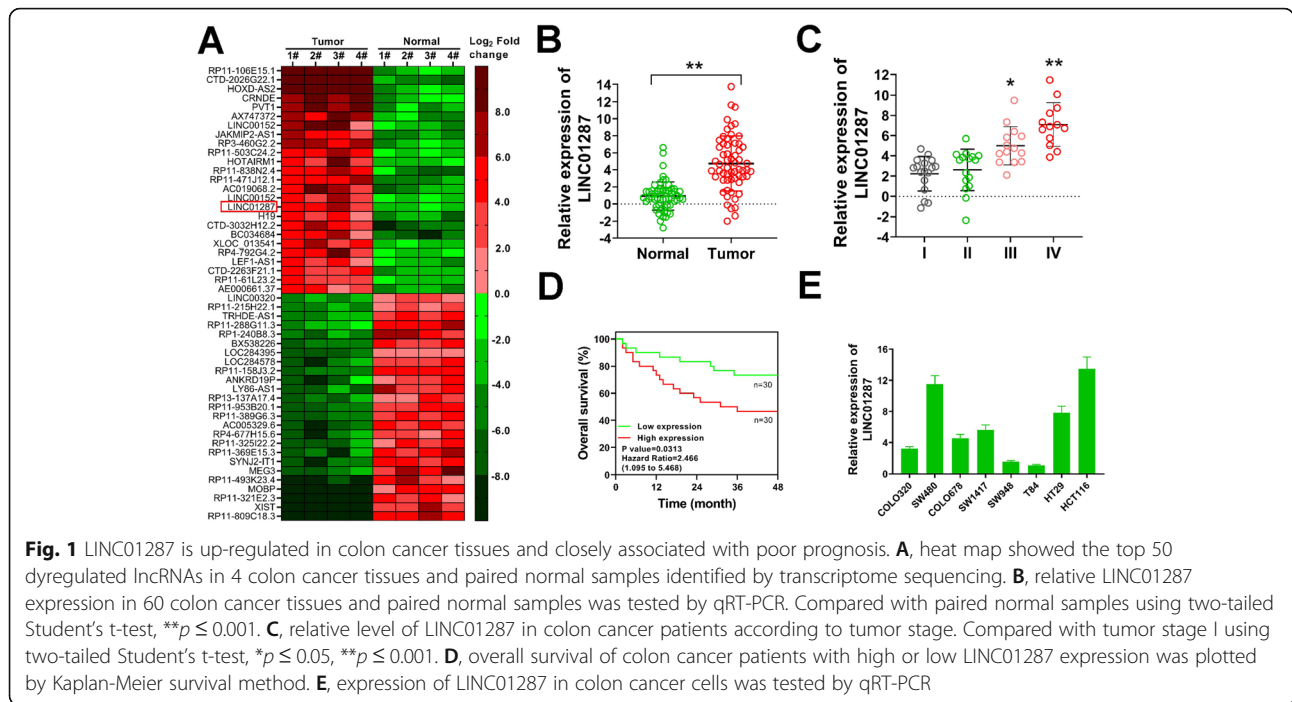 A
Tumor Normal
1# 2# 3# 4# 1# 2# 3# 4#
Log2 Fold
change
RP11-106E15.1
CTD-2026G22.1
HOXD-AS2
CRNDE
PVT1
AX747372
LINC00152
JAKMIP2-AS1
RP3-460G2.2
RP11-503C24.2
HOTAIRM1
RP11-838N2.4
RP11-471J12.1
AC019068.2
LINC00152
LINC01287
H19
CTD-3032H12.2
BC034684
XLOC_013541
RP4-792G4.2
LEF1-AS1
CTD-2263F21.1
RP11-61L23.2
AE000661.37
LINC00320
RP11-215H22.1
TRHDE-AS1
RP11-288G11.3
RP1-240B8.3
BX538226
LOC284395
LOC284578
RP11-158J3.2
ANKRD19P
LY86-AS1
RP13-137A17.4
RP11-953B20.1
RP11-389G6.3
AC005329.6
RP4-677H15.6
RP11-325I22.2
RP11-369E15.3
SYNJ2-IT1
MEG3
RP11-493K23.4
MOBP
RP11-321E2.3
XIST
RP11-809C18.3
8.0
6.0
4.0
2.0
0.0
-2.0
-4.0
-6.0
-8.0
B
Relative expression of
LINC01287
16
14
12
10
8
6
4
2
0
-2
-4
**
Normal Tumor
C
Relative expression of
LINC01287
12
10
8
6
4
2
0
-2
-4
*
**
I II III IV
D
Overall survival (%)
100
80
60
40
20
0
n=30
n=30
Low expression
High expression
P value=0.0313
Hazard Ratio=2.466
(1.095 to 5.468)
0 12 24 36 48
Time (month)
E
Relative expression of
LINC01287
16
12
8
4
0
COLO320
SW480
COLO678
SW1417
SW948
T84
HT29
HCT116
Fig. 1 LINC01287 is up-regulated in colon cancer tissues and closely associated with poor prognosis. A, heat map showed the top 50
dyregulated lncRNAs in 4 colon cancer tissues and paired normal samples identified by transcriptome sequencing. B, relative LINC01287
expression in 60 colon cancer tissues and paired normal samples was tested by qRT-PCR. Compared with paired normal samples using two-tailed
Student's t-test, **p ≤ 0.001. C, relative level of LINC01287 in colon cancer patients according to tumor stage. Compared with tumor stage I using
two-tailed Student's t-test, *p ≤ 0.05, **p ≤ 0.001. D, overall survival of colon cancer patients with high or low LINC01287 expression was plotted
by Kaplan-Meier survival method. E, expression of LINC01287 in colon cancer cells was tested by qRT-PCR